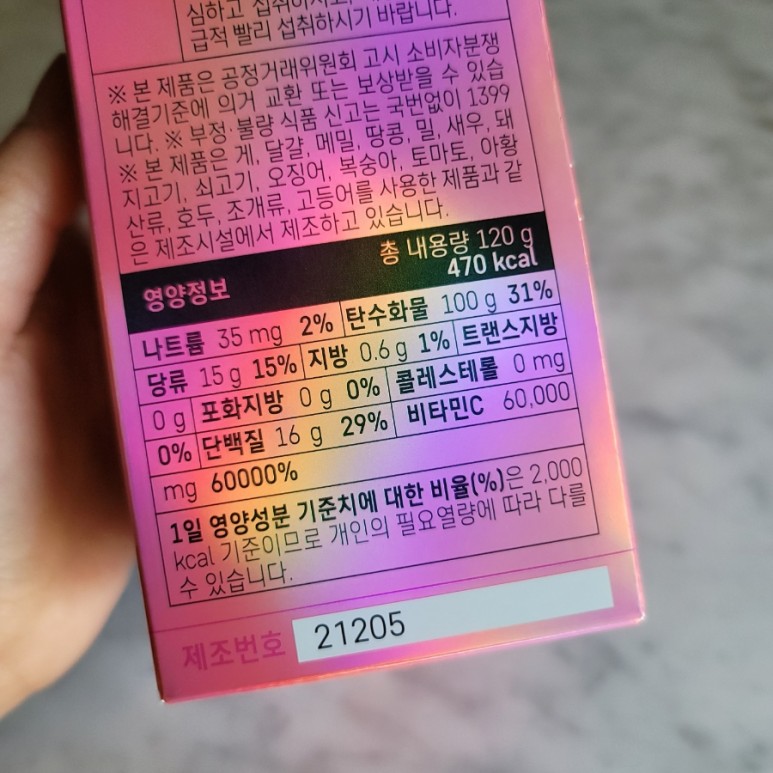 심하고 섭취하시고,
급적 빨리 섭취하시기 바랍니다.
※ 본 제품은 공정거래위원회 고시 소비자분쟁
해결기준에 의거 교환 또는 보상받을 수 있습
니다. ※ 부정·불량 식품 신고는 국번없이 1399
※ 본 제품은 게, 달걀, 메밀, 땅콩, 밀, 새우, 돼
지고기, 쇠고기, 오징어, 복숭아, 토마토, 아황
산류, 호두, 조개류, 고등어를 사용한 제품과 같
은 제조시설에서 제조하고 있습니다.
영양정보 총 내용량 120 g
470 kcal
나트륨 35 mg 2% 탄수화물 100 g 31%
당류 15 g 15% 지방 0.6 g 1% 트랜스지방
0 g 포화지방 0 g 0% 콜레스테롤 0 mg
0% 단백질 16 g 29% 비타민C 60,000
mg 60000%
1일 영양성분 기준치에 대한 비율(%)은 2,000
kcal 기준이므로 개인의 필요열량에 따라 다를
수 있습니다.
제조번호 21205